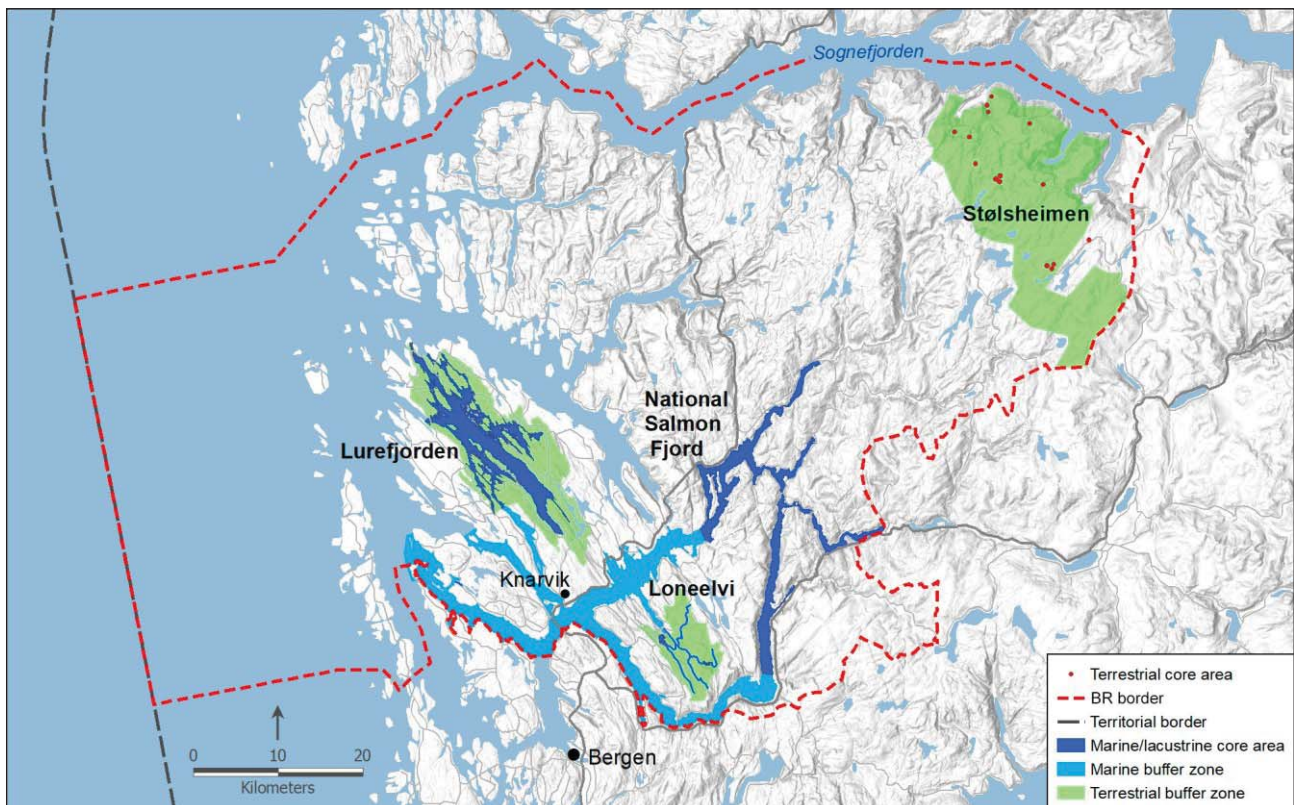 Sognefjorden
Stølsheimen
National
Salmon
Fjord
Lurefjorden
Knarvik
Loneelvi
Bergen
0 10 20
Kilometers
Terrestrial core area
BR border
Territorial border
Marine/lacustrine core area
Marine buffer zone
Terrestrial buffer zone